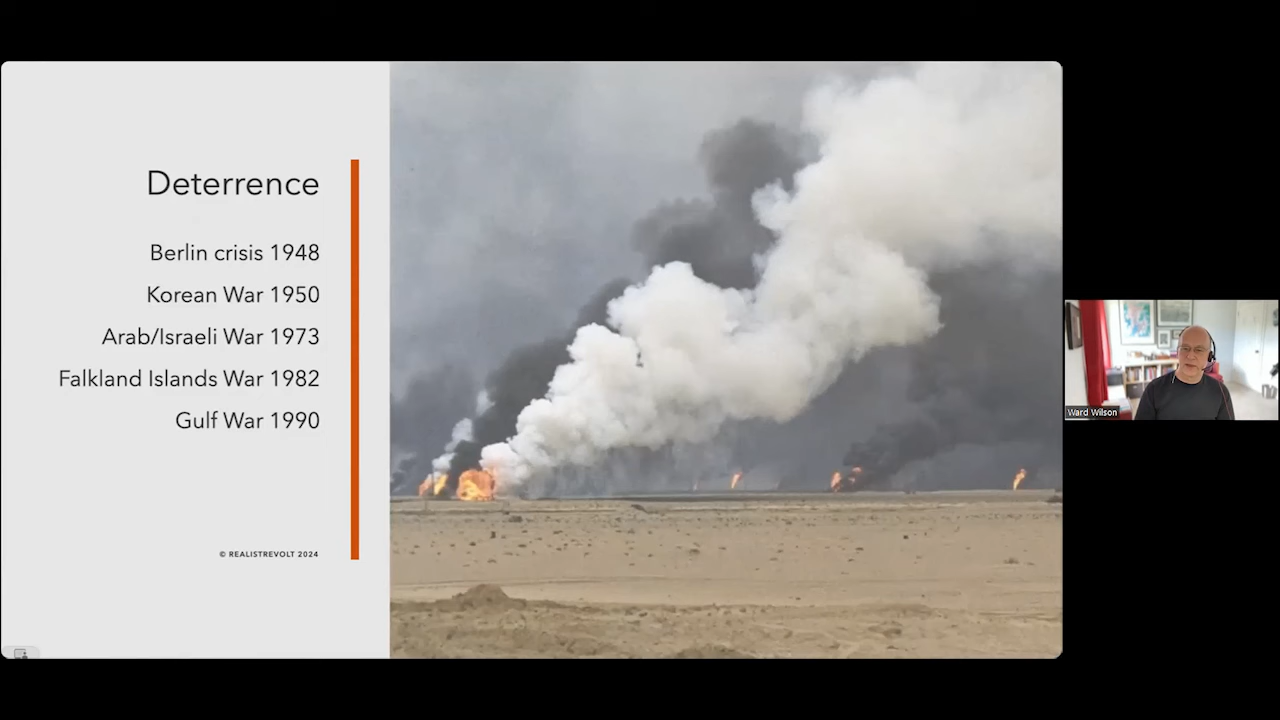 Deterrence
Berlin crisis 1948
Korean War 1950
Arab/Israeli War 1973
Falkland Islands War 1982
Gulf War 1990
© REALISTREVOLT 2024
Ward Wilson